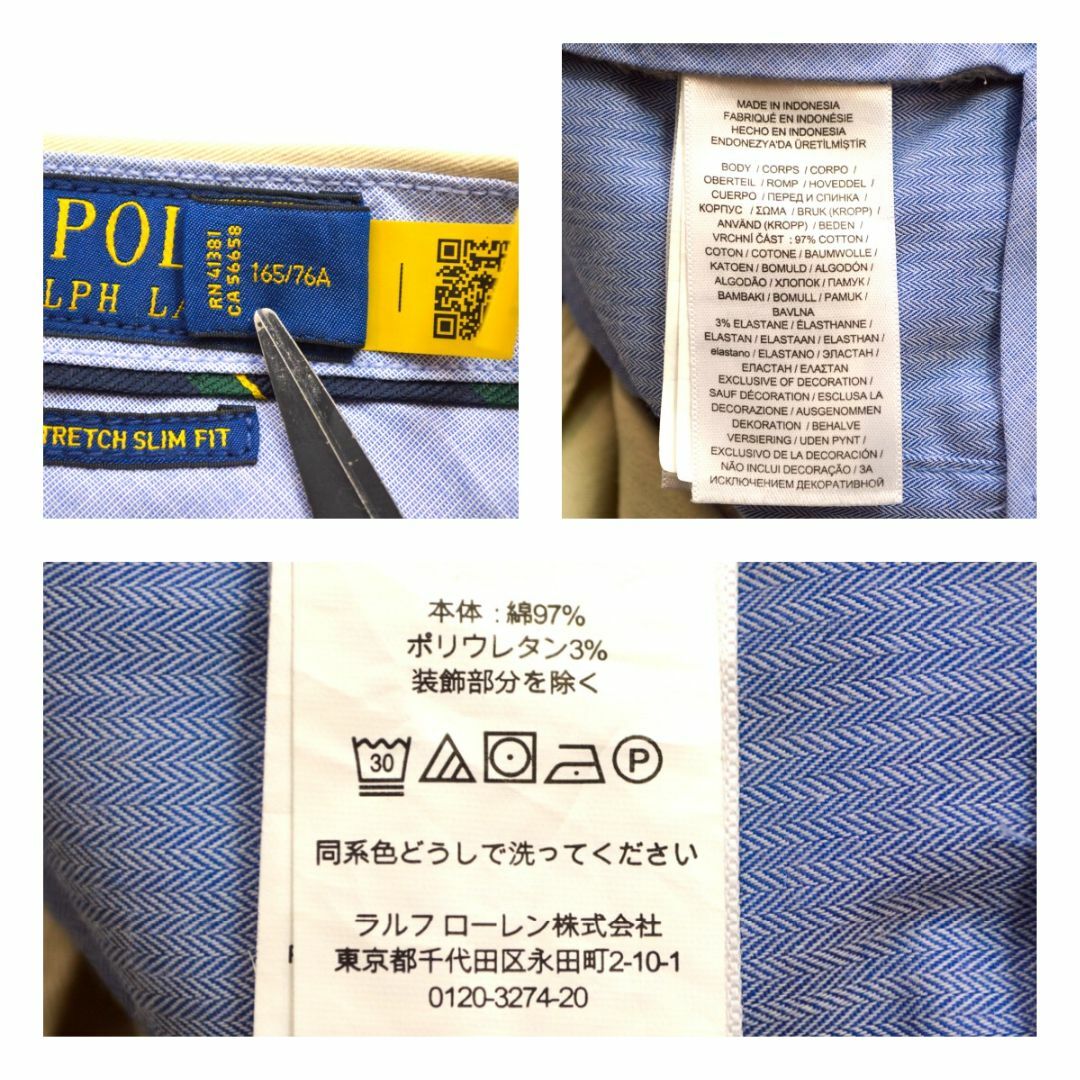 POL
LPH LA
RN 41381
CA 56658
165/76A
TRETCH SLIM FIT
MADE IN INDONESIA
FABRIQUÉ EN INDONÉSIE
HECHO EN INDONESIA
ENDONEZYA'DA ÜRETİLMİŞTİR
BODY / CORPS / CORPO /
OBERTEIL / ROMP / HOVEDDEL /
CUERPO / ПЕРЕД И СПИНКА /
КОРПУС / ΣΩΜΑ / BRUK (KROPP) /
ANVÄND (KROPP) / BEDEN /
VRCHNÍ ČÁST : 97% COTTON /
COTON / COTONE / BAUMWOLLE /
KATOEN / BOMULD / ALGODÓN /
ALGODÃO / ХЛОПОК / ПАМУК /
ΒΑΜΒΑΚΙ / BOMULL / PAMUK /
BAVLNA
3% ELASTANE / ÉLASTHANNE /
ELASTAN / ELASTAAN / ELASTHAN /
elastano / ELASTANO / ЭЛАСТАН /
ЕЛАСТАН / ΕΛΑΣΤΑΝ
EXCLUSIVE OF DECORATION /
SAUF DÉCORATION / ESCLUSA LA
DECORAZIONE / AUSGENOMMEN
DEKORATION / BEHALVE
VERSIERING / UDEN PYNT /
EXCLUSIVO DE LA DECORACIÓN /
NÃO INCLUI DECORAÇÃO / ЗА
ИСКЛЮЧЕНИЕМ ДЕКОРАТИВНОЙ
本体 : 綿97%
ポリウレタン3%
装飾部分を除く
30
P
同系色どうしで洗ってください
ラルフ ローレン株式会社
東京都千代田区永田町2-10-1
0120-3274-20